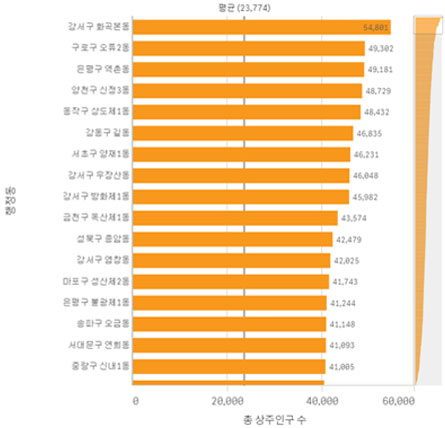 평균 (23,774)
강서구 화곡본동 54,801
구로구 오류2동 49,302
은평구 역촌동 49,181
양천구 신정3동 48,729
동작구 상도제1동 48,432
강동구 길동 46,835
서초구 양재1동 46,231
강서구 우장산동 46,048
강서구 방화제1동 45,982
금천구 독산제1동 43,574
성북구 종암동 42,479
강서구 염창동 42,025
마포구 성산제2동 41,743
은평구 불광제1동 41,244
송파구 오금동 41,148
서대문구 연희동 41,093
중랑구 신내1동 41,005
행정동
0 20,000 40,000 60,000
총 상주인구 수